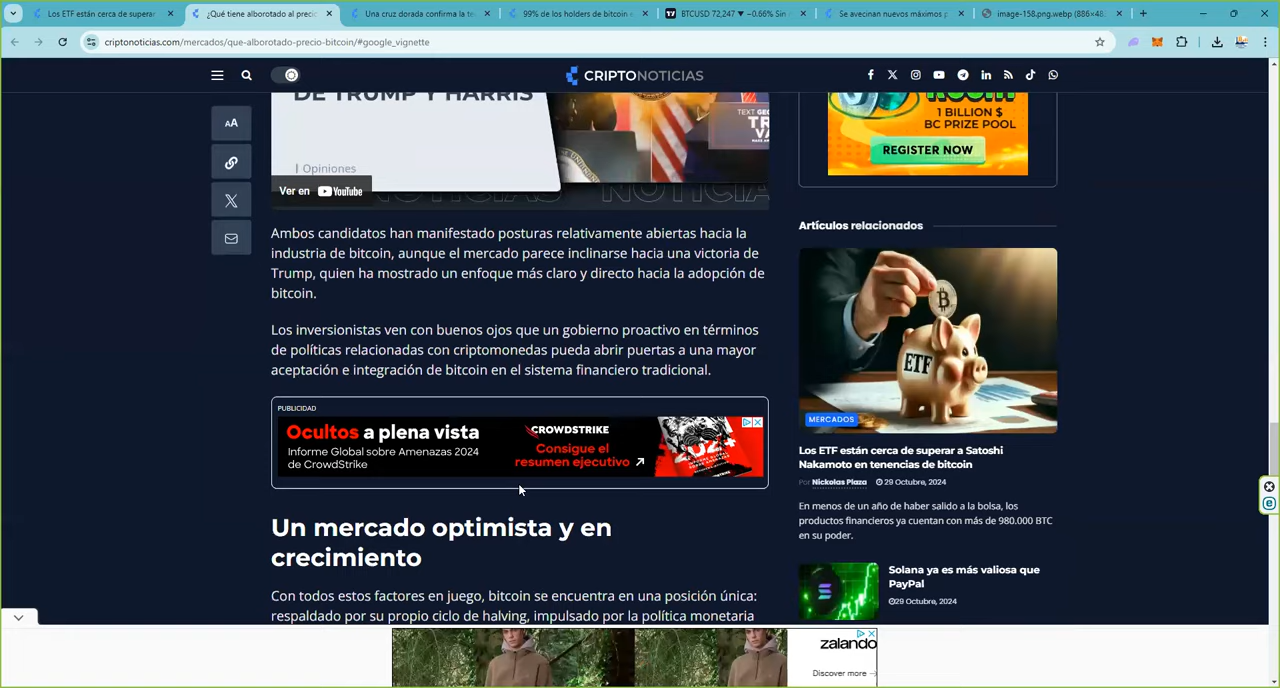 Los ETF están cerca de superar
¿Qué tiene alborotado al preci
Una cruz dorada confirma la te
99% de los holders de bitcoin e
BTCUSD 72,247 ▼ −0.66% Sin
Se avecinan nuevos máximos p
image-158.png.webp (886×48
criptonoticias.com/mercados/que-alborotado-precio-bitcoin/#google_vignette
CRIPTONOTICIAS
DE TRUMP Y HARRIS
| Opiniones
Ver en YouTube
TEXT
1 BILLION $
BC PRIZE POOL
REGISTER NOW
AA
Ambos candidatos han manifestado posturas relativamente abiertas hacia la
industria de bitcoin, aunque el mercado parece inclinarse hacia una victoria de
Trump, quien ha mostrado un enfoque más claro y directo hacia la adopción de
bitcoin.
Los inversionistas ven con buenos ojos que un gobierno proactivo en términos
de políticas relacionadas con criptomonedas pueda abrir puertas a una mayor
aceptación e integración de bitcoin en el sistema financiero tradicional.
PUBLICIDAD
Ocultos a plena vista
Informe Global sobre Amenazas 2024
de CrowdStrike
CROWDSTRIKE
Consigue el
resumen ejecutivo
2024
Un mercado optimista y en
crecimiento
Con todos estos factores en juego, bitcoin se encuentra en una posición única:
respaldado por su propio ciclo de halving, impulsado por la política monetaria
Artículos relacionados
ETF
MERCADOS
Los ETF están cerca de superar a Satoshi
Nakamoto en tenencias de bitcoin
Por Nickolas Plaza 29 Octubre, 2024
En menos de un año de haber salido a la bolsa, los
productos financieros ya cuentan con más de 980.000 BTC
en su poder.
Solana ya es más valiosa que
PayPal
29 Octubre, 2024
zalando
Discover more